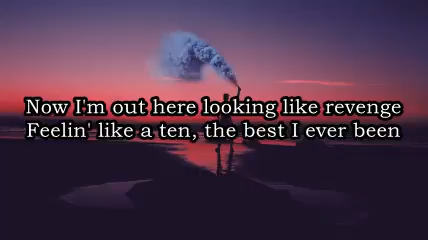 Now I'm out here looking like revenge
Feelin' like a ten, the best I ever been